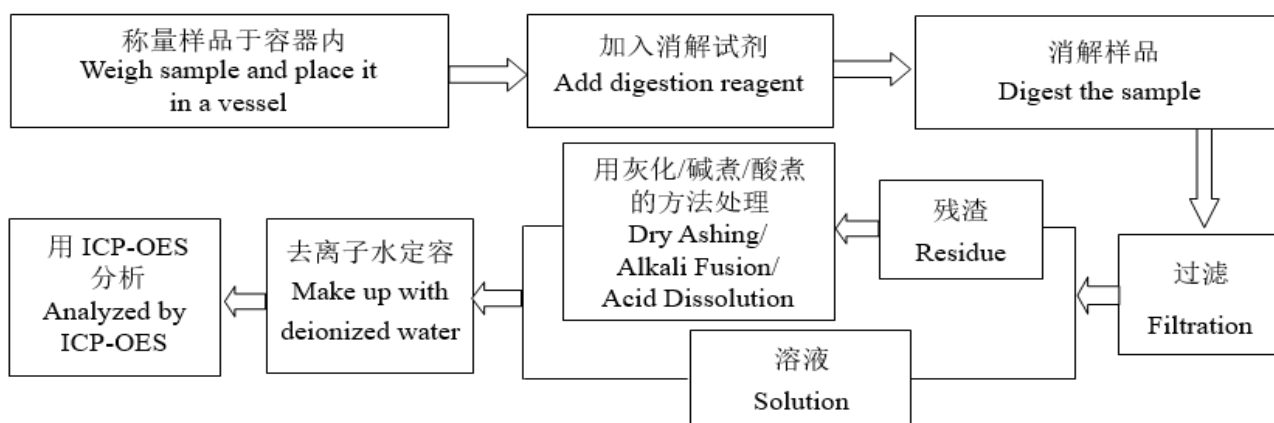 称量样品于容器内
Weigh sample and place it
in a vessel
加入消解试剂
Add digestion reagent
消解样品
Digest the sample
过滤
Filtration
残渣
Residue
用灰化/碱煮/酸煮
的方法处理
Dry Ashing/
Alkali Fusion/
Acid Dissolution
溶液
Solution
去离子水定容
Make up with
deionized water
用 ICP-OES
分析
Analyzed by
ICP-OES